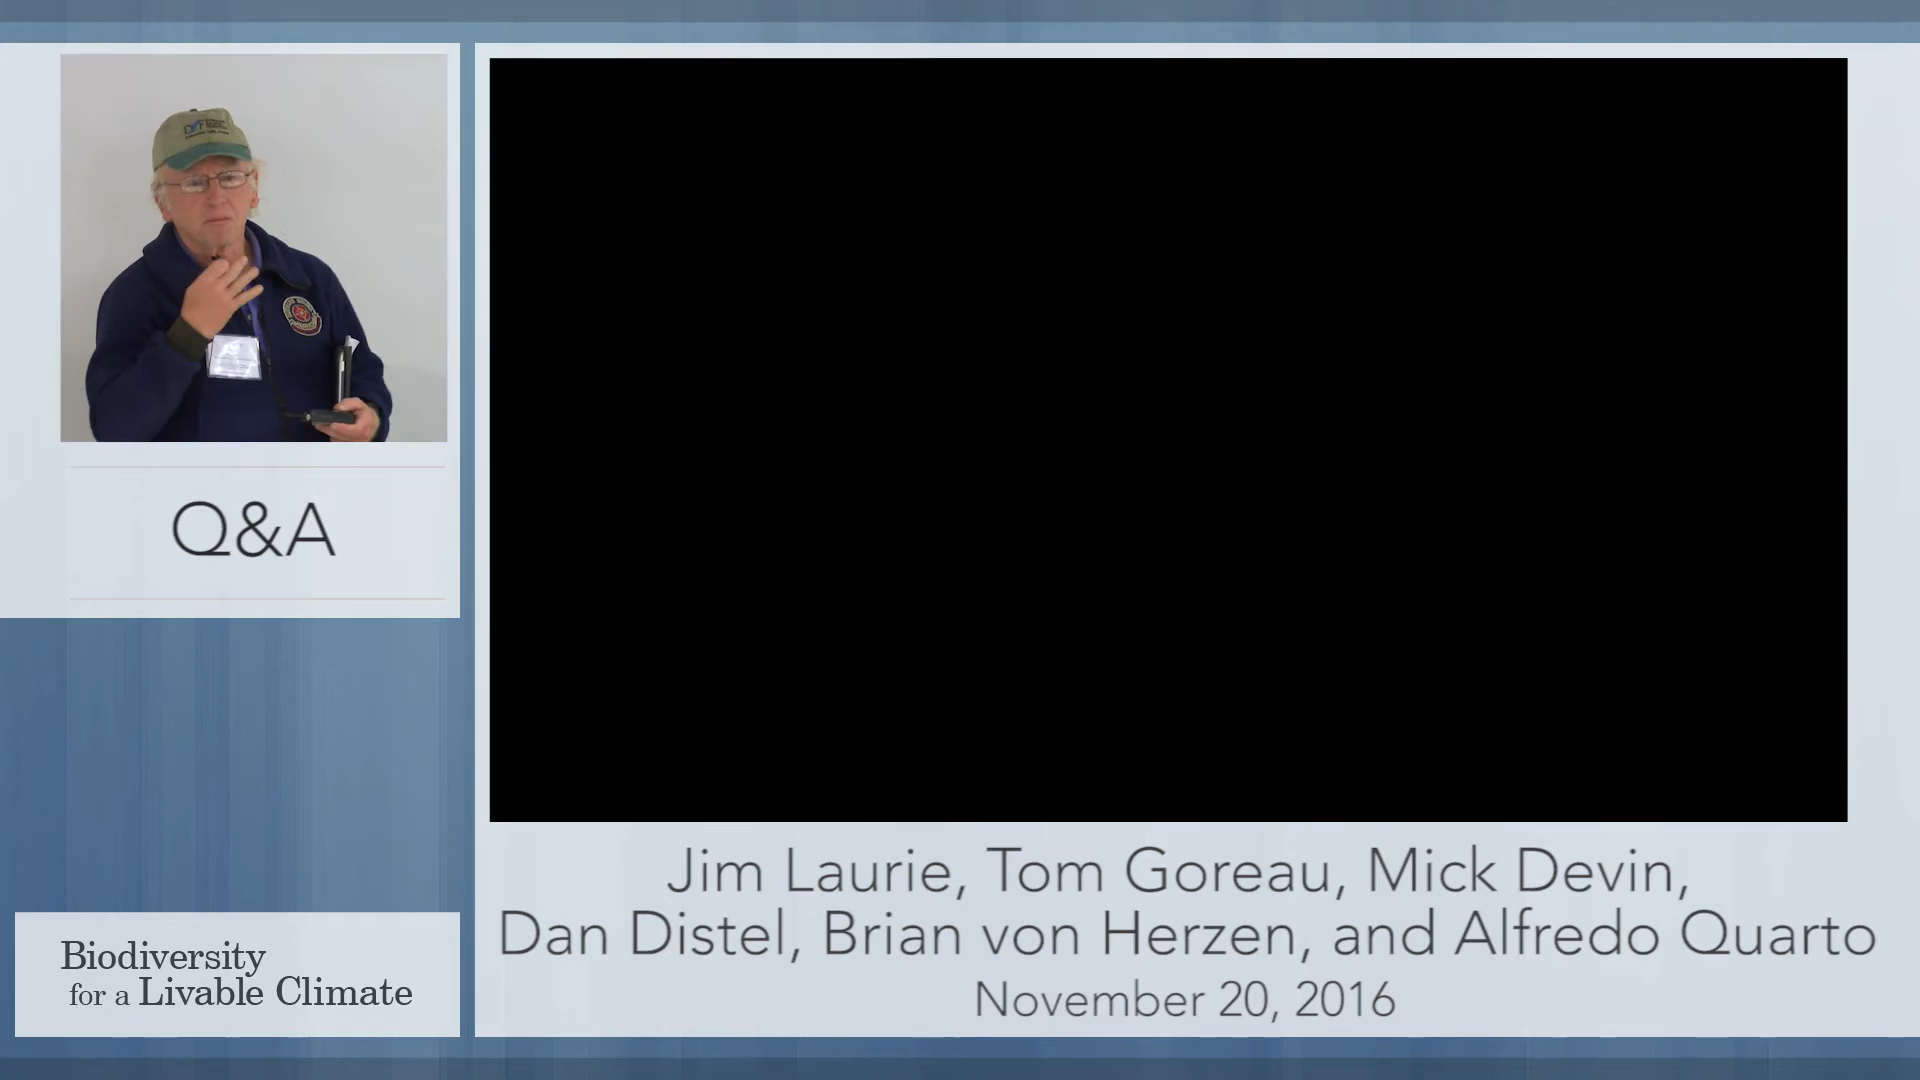 Q&A
Jim Laurie, Tom Goreau, Mick Devin,
Dan Distel, Brian von Herzen, and Alfredo Quarto
November 20, 2016
Biodiversity
for a Livable Climate